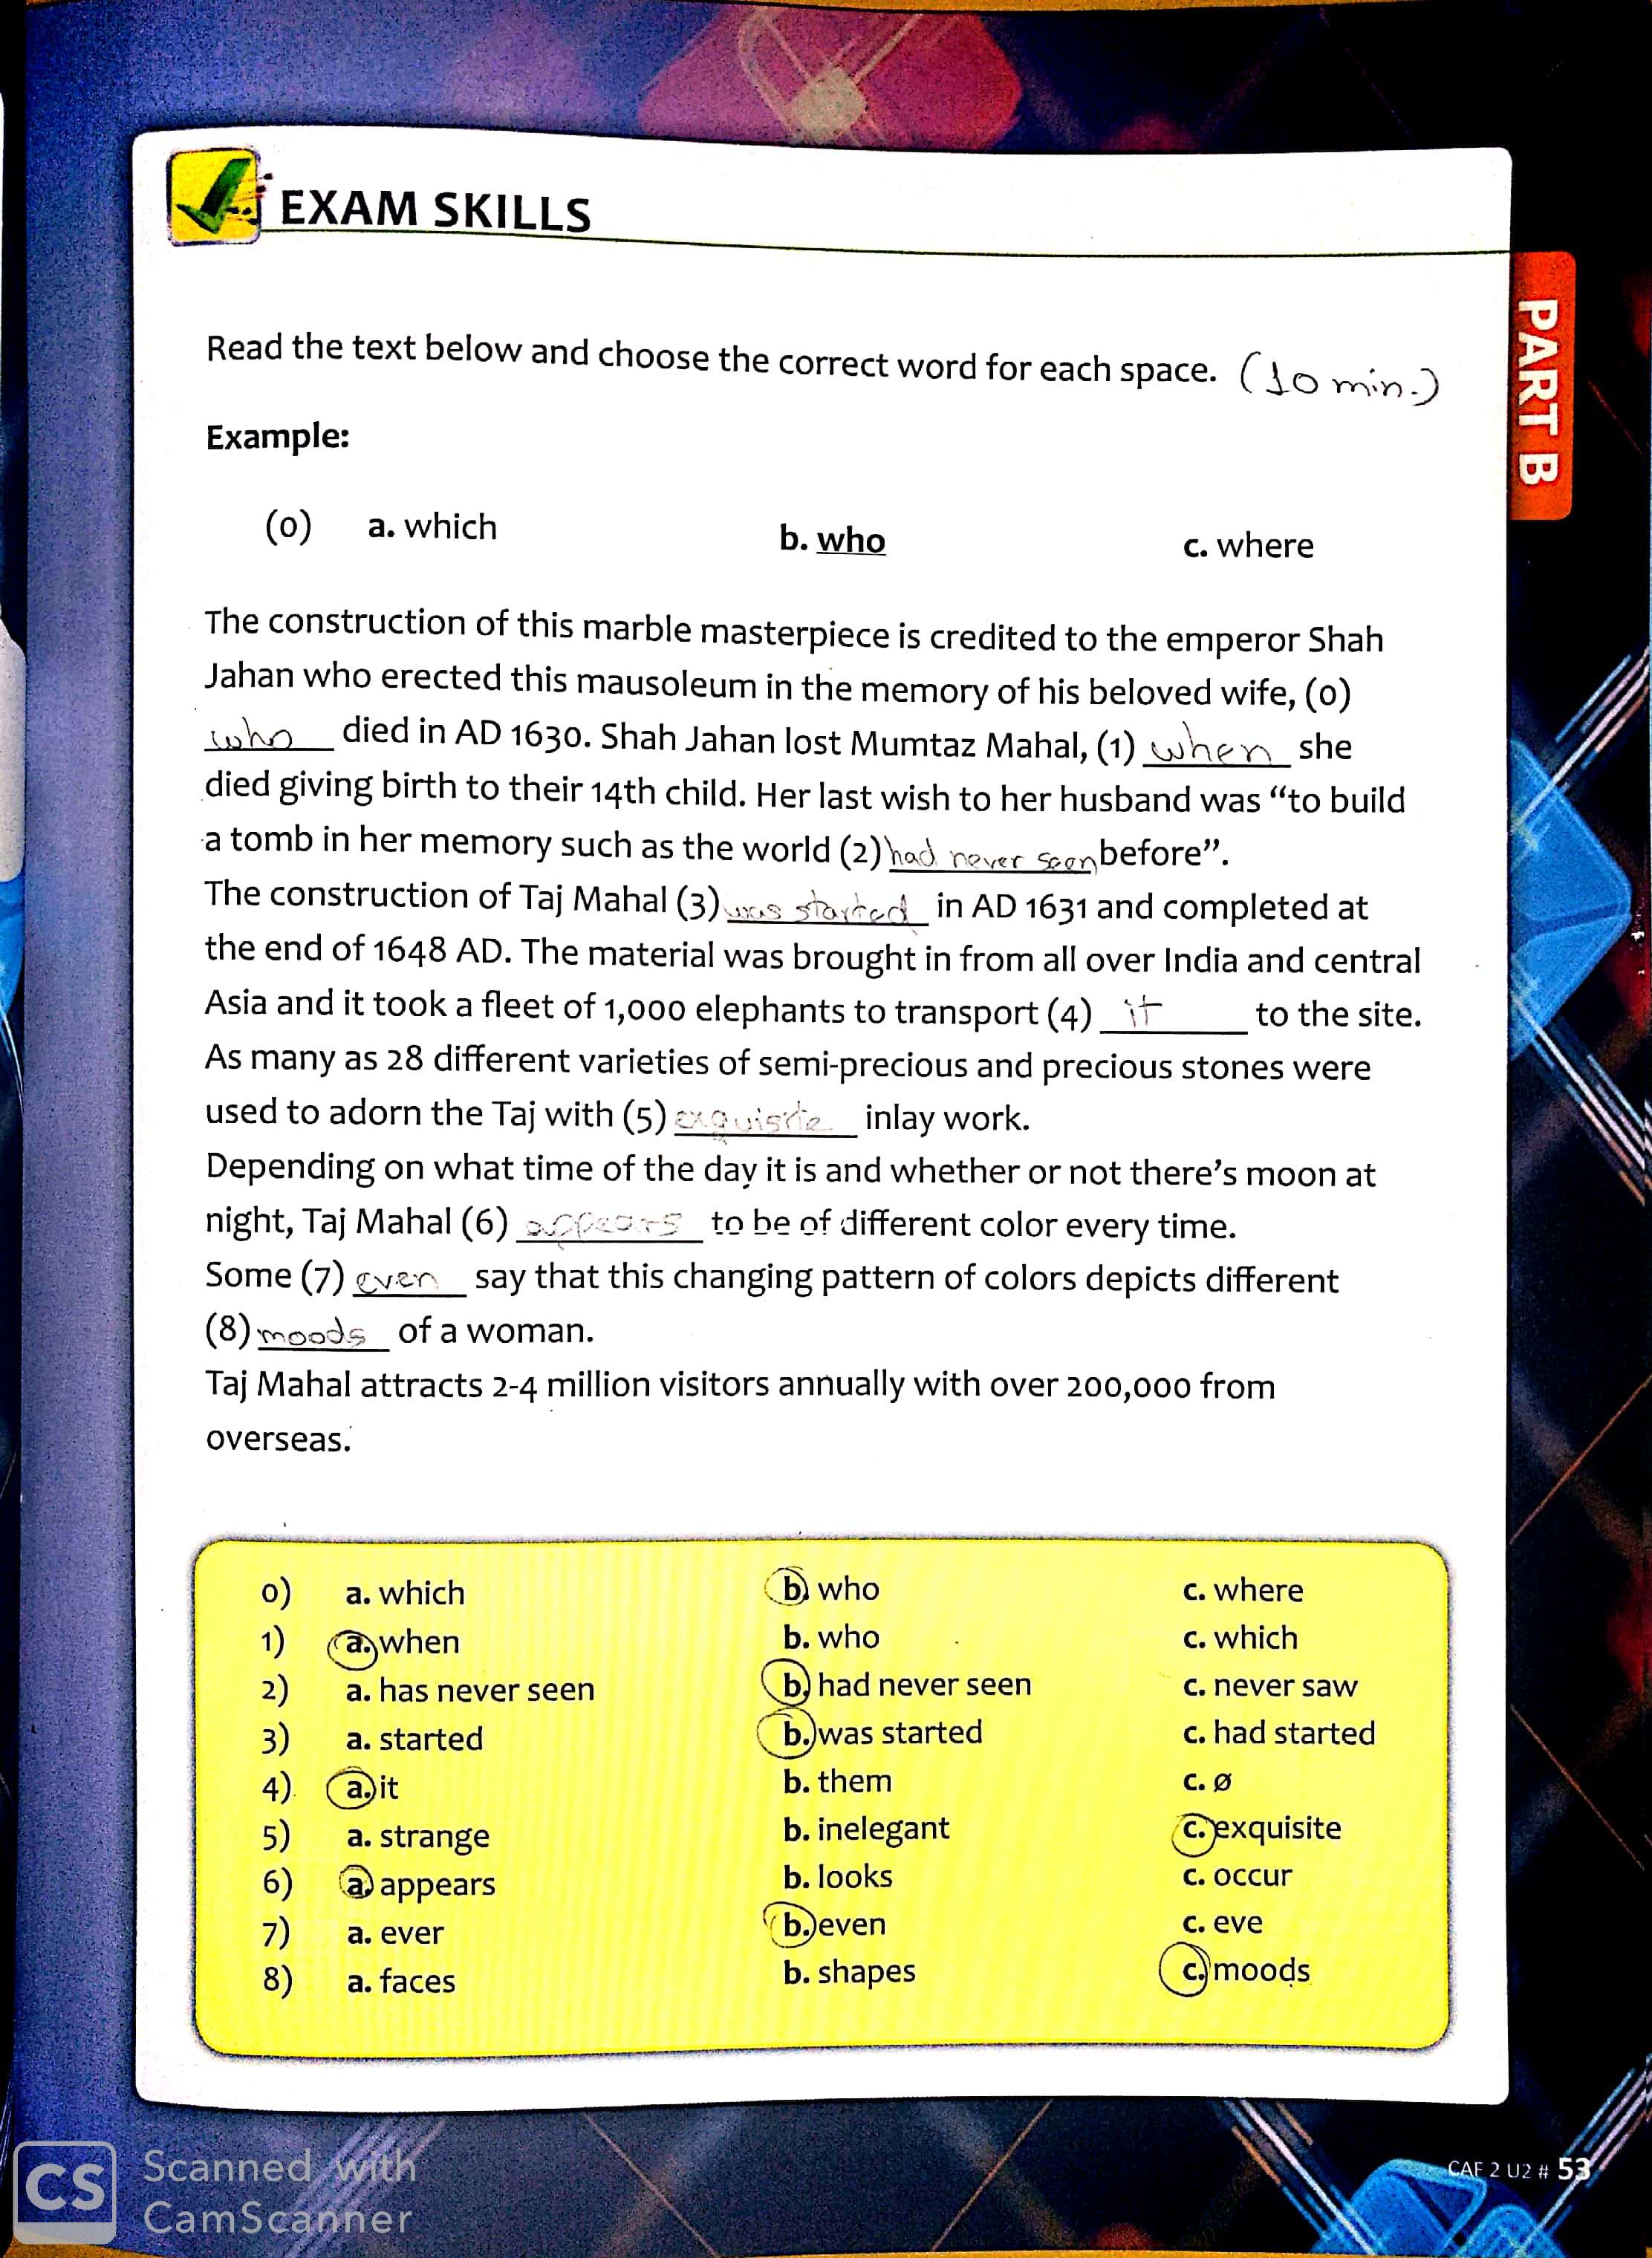 EXAM SKILLS
PART B
Read the text below and choose the correct word for each space. (10 min.)
Example:
(0) a. which b. who c. where
The construction of this marble masterpiece is credited to the emperor Shah
Jahan who erected this mausoleum in the memory of his beloved wife, (0)
who died in AD 1630. Shah Jahan lost Mumtaz Mahal, (1) when she
died giving birth to their 14th child. Her last wish to her husband was “to build
a tomb in her memory such as the world (2) had never seen before”.
The construction of Taj Mahal (3) was started in AD 1631 and completed at
the end of 1648 AD. The material was brought in from all over India and central
Asia and it took a fleet of 1,000 elephants to transport (4) it to the site.
As many as 28 different varieties of semi-precious and precious stones were
used to adorn the Taj with (5) exquisite inlay work.
Depending on what time of the day it is and whether or not there’s moon at
night, Taj Mahal (6) appears to be of different color every time.
Some (7) even say that this changing pattern of colors depicts different
(8) moods of a woman.
Taj Mahal attracts 2-4 million visitors annually with over 200,000 from
overseas.
0) a. which b. who c. where
1) a. when b. who c. which
2) a. has never seen b. had never seen c. never saw
3) a. started b. was started c. had started
4) a. it b. them c. ø
5) a. strange b. inelegant c. exquisite
6) a. appears b. looks c. occur
7) a. ever b. even c. eve
8) a. faces b. shapes c. moods
CAF 2 U2 # 53
CS Scanned with
CamScanner